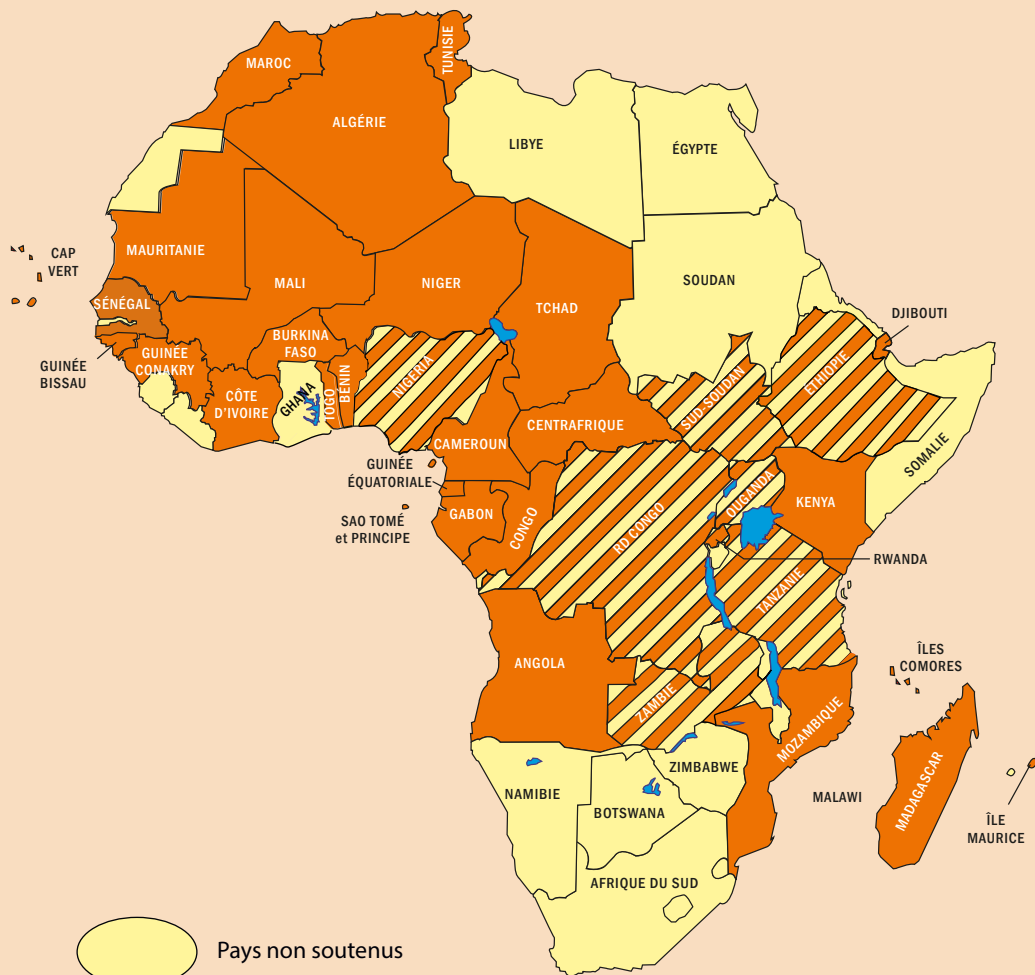 TUNISIE
MAROC
ALGÉRIE
LIBYE
ÉGYPTE
MAURITANIE
CAP
VERT
MALI
NIGER
SOUDAN
TCHAD
SÉNÉGAL
DJIBOUTI
BURKINA
FASO
GUINÉE
BISSAU
GUINÉE
CONAKRY
NIGERIA
SUD-SOUDAN
ÉTHIOPIE
CÔTE
D'IVOIRE
GHANA
TOGO
BENIN
CENTRAFRIQUE
CAMEROUN
SOMALIE
GUINÉE
ÉQUATORIALE
OUGANDA
KENYA
GABON
CONGO
SAO TOMÉ
et PRINCIPE
RD CONGO
RWANDA
TANZANIE
ÎLES
COMORES
ANGOLA
ZAMBIE
MOZAMBIQUE
ZIMBABWE
MADAGASCAR
NAMIBIE
MALAWI
BOTSWANA
ÎLE
MAURICE
AFRIQUE DU SUD
Pays non soutenus